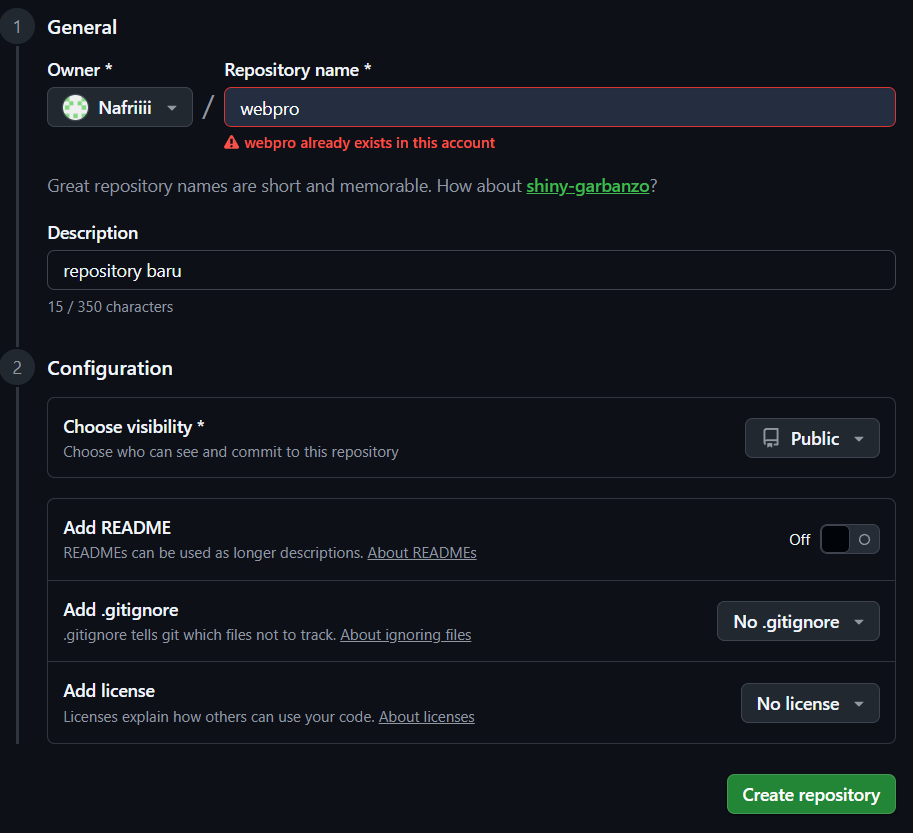 1 General
Owner * Repository name *
Nafriiii / webpro
webpro already exists in this account
Great repository names are short and memorable. How about shiny-garbanzo?
Description
repository baru
15 / 350 characters
2 Configuration
Choose visibility *
Choose who can see and commit to this repository
Public
Add README
READMEs can be used as longer descriptions. About READMEs
Off
Add .gitignore
.gitignore tells git which files not to track. About ignoring files
No .gitignore
Add license
Licenses explain how others can use your code. About licenses
No license
Create repository